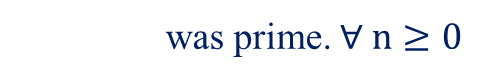 was prime. ∀ n ≥ 0